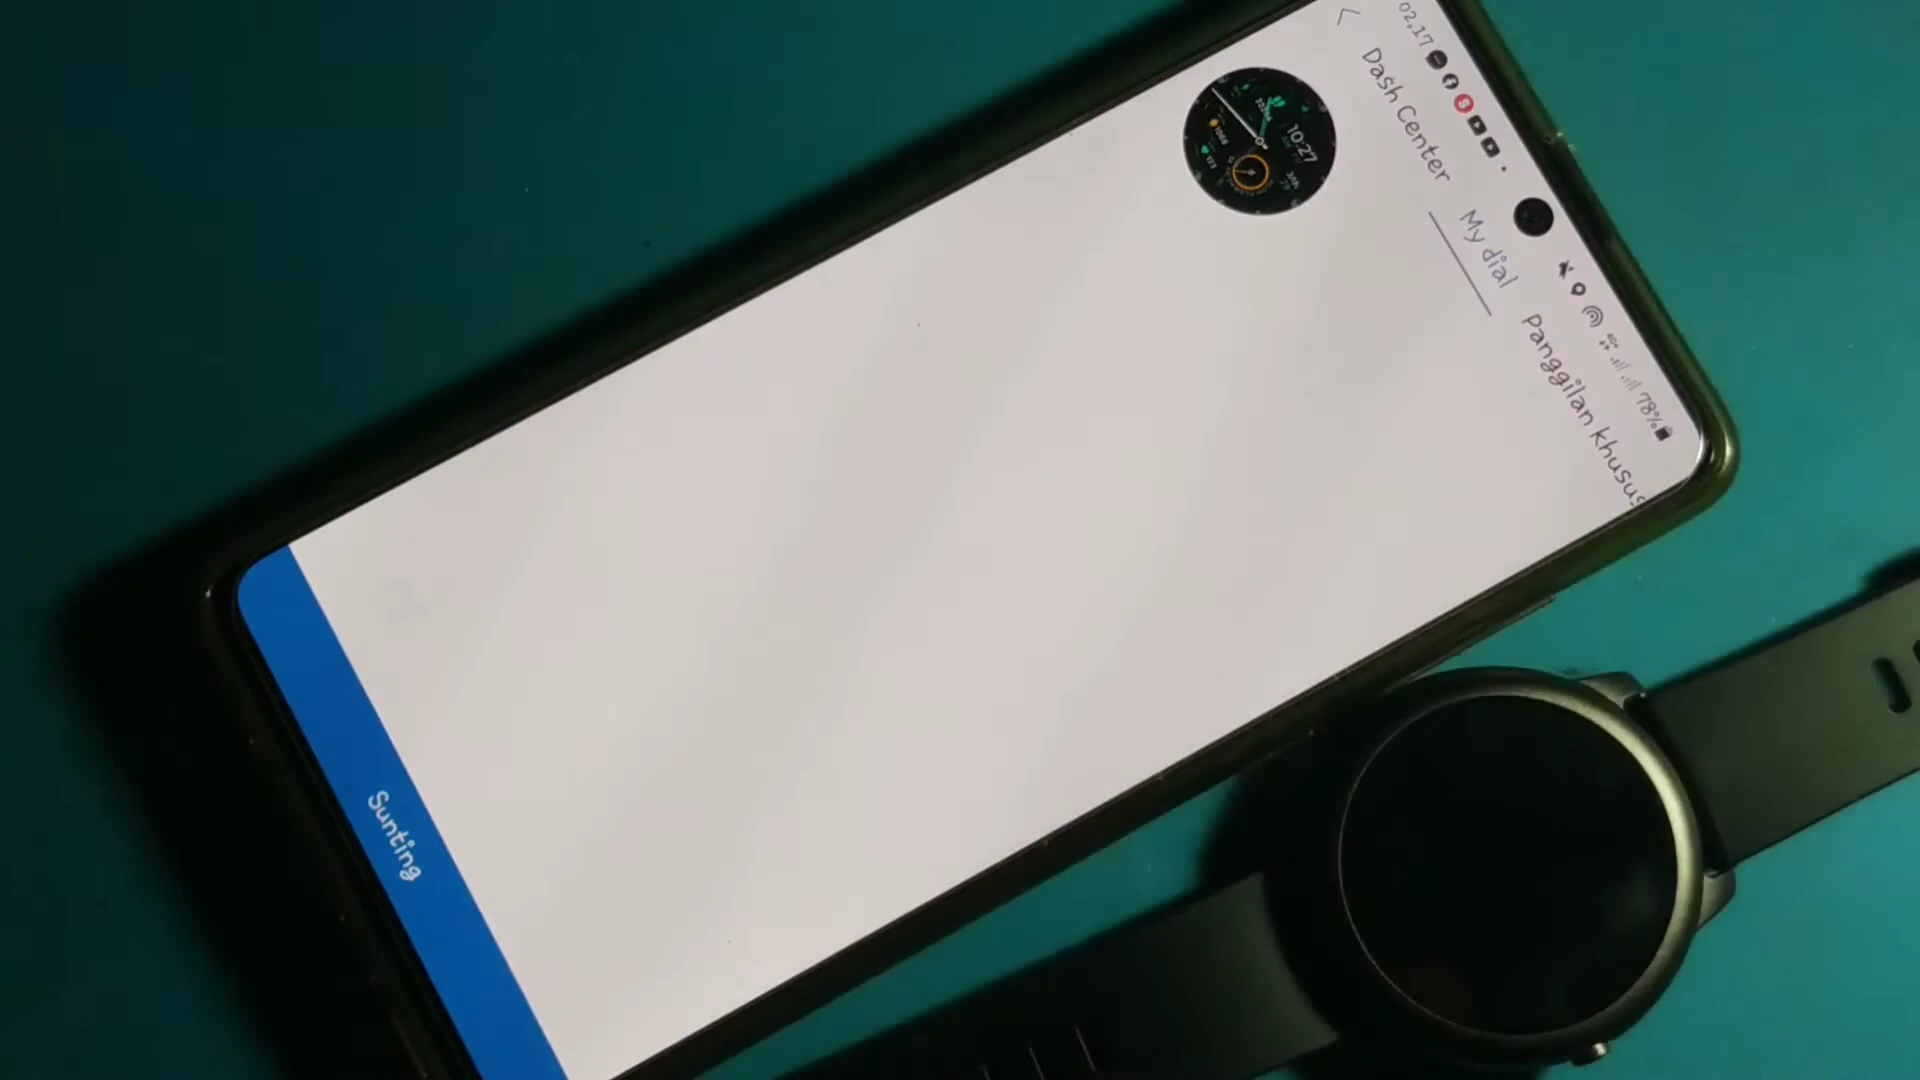 02.17
78%
Dash Center
My dial
Panggilan khusus
10:27
Sunting